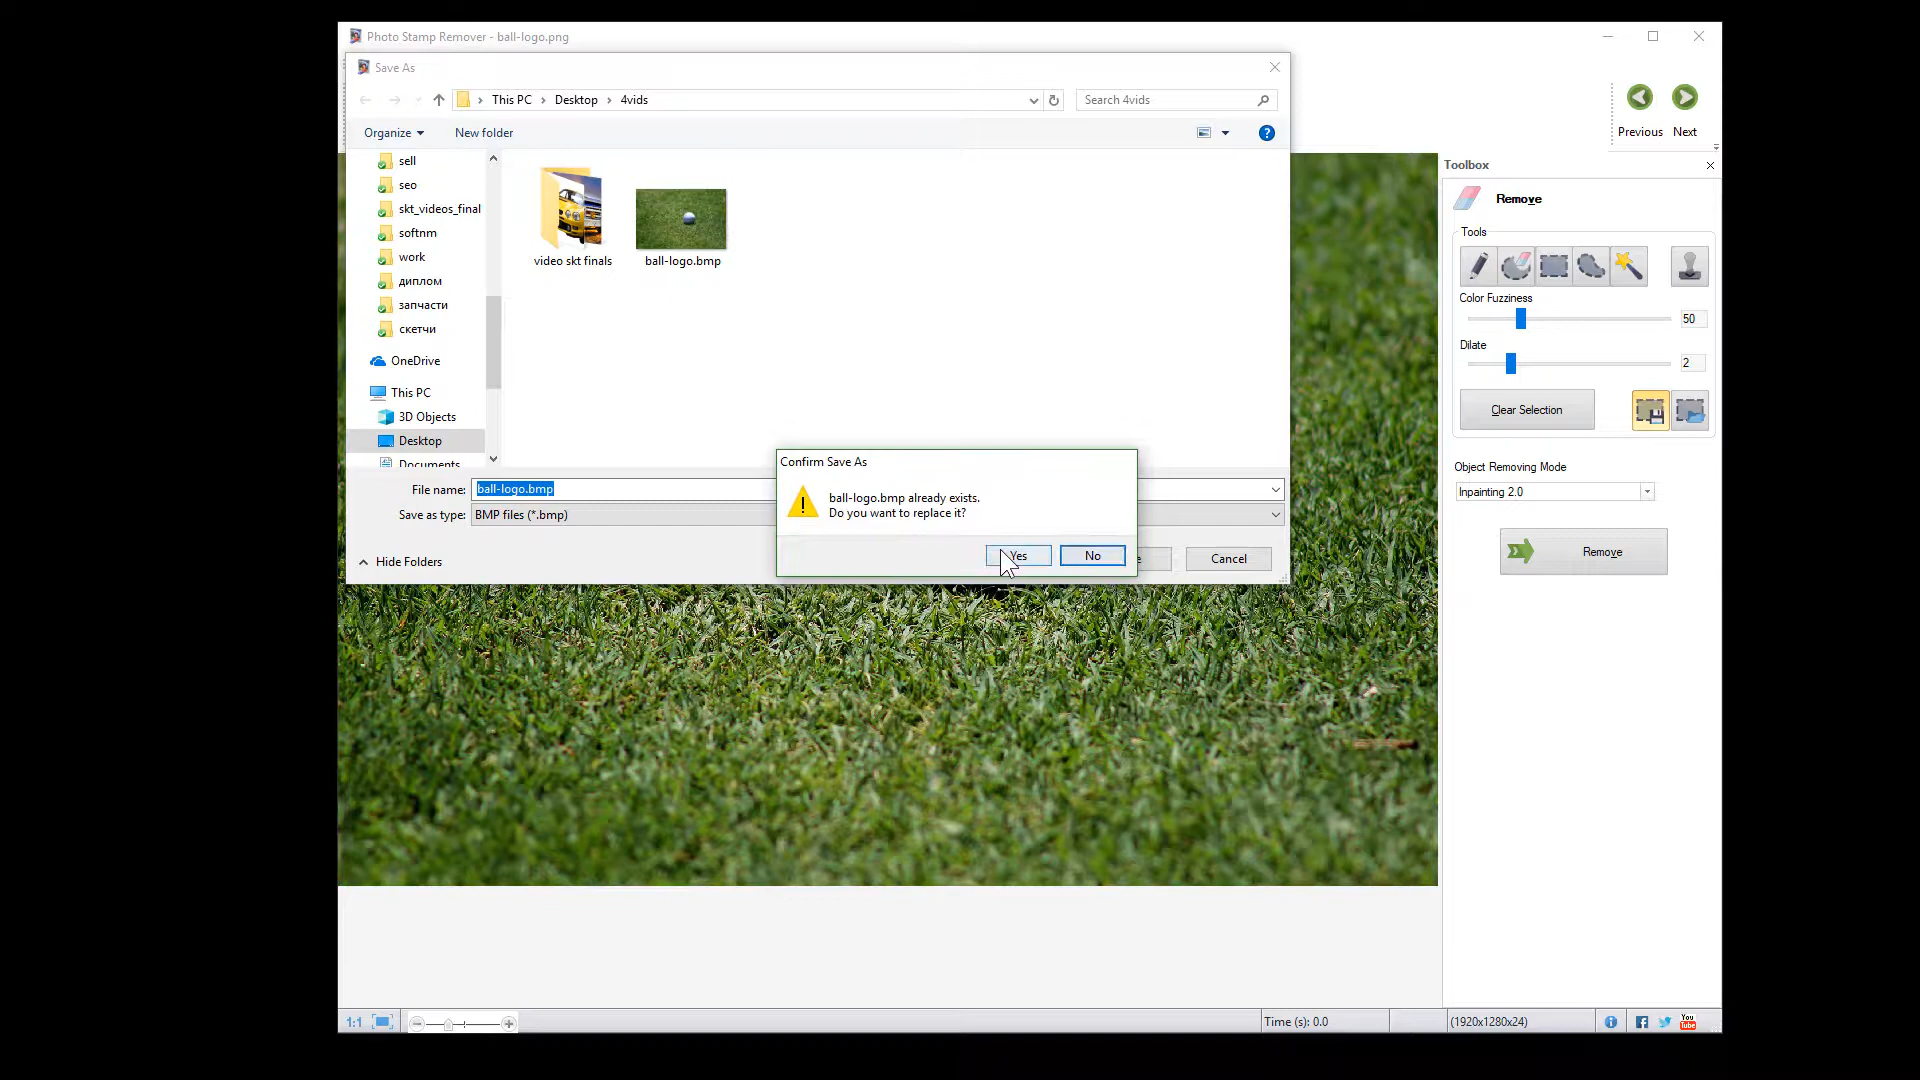 Photo Stamp Remover - ball-logo.png
Save As
This PC > Desktop > 4vids
Search 4vids
Organize
New folder
Previous
Next
sell
seo
skt_videos_final
softnm
work
диплом
запчасти
скетчи
OneDrive
This PC
3D Objects
Desktop
Documents
video skt finals
ball-logo.bmp
Toolbox
Remove
Tools
Color Fuzziness
50
Dilate
2
Clear Selection
Object Removing Mode
Inpainting 2.0
Remove
Confirm Save As
ball-logo.bmp already exists.
Do you want to replace it?
Yes
No
File name: ball-logo.bmp
Save as type: BMP files (*.bmp)
Hide Folders
Cancel
1:1
Time (s): 0.0
(1920x1280x24)
You
Tube